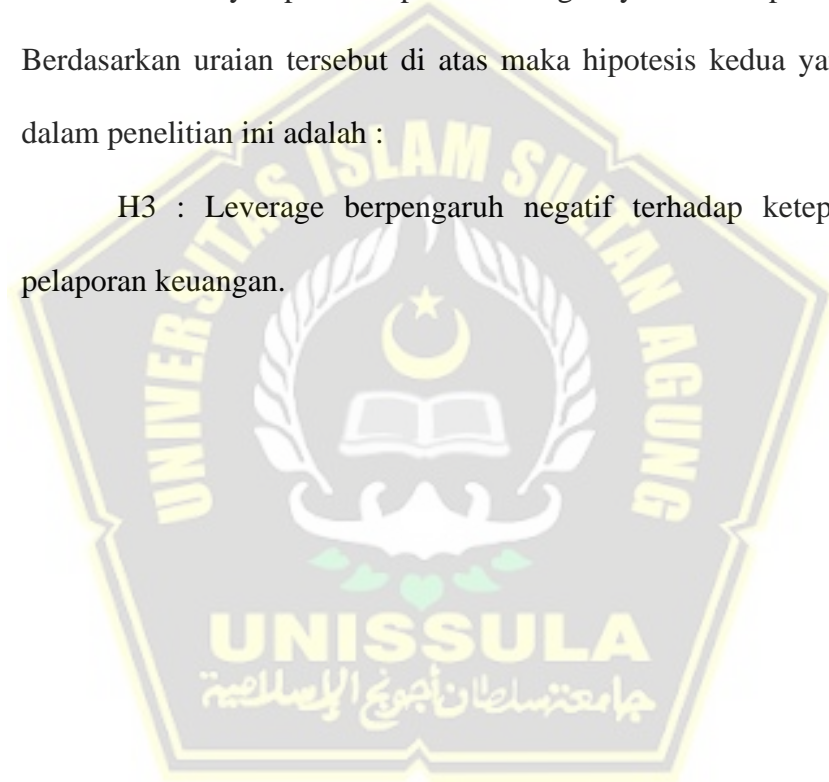 Berdasarkan uraian tersebut di atas maka hipotesis kedua ya
dalam penelitian ini adalah :
H3 : Leverage berpengaruh negatif terhadap ketep
pelaporan keuangan.
UNIVERSITAS ISLAM SULTAN AGUNG
UNISSULA
جامعة سلطان أجونج الإسلامية